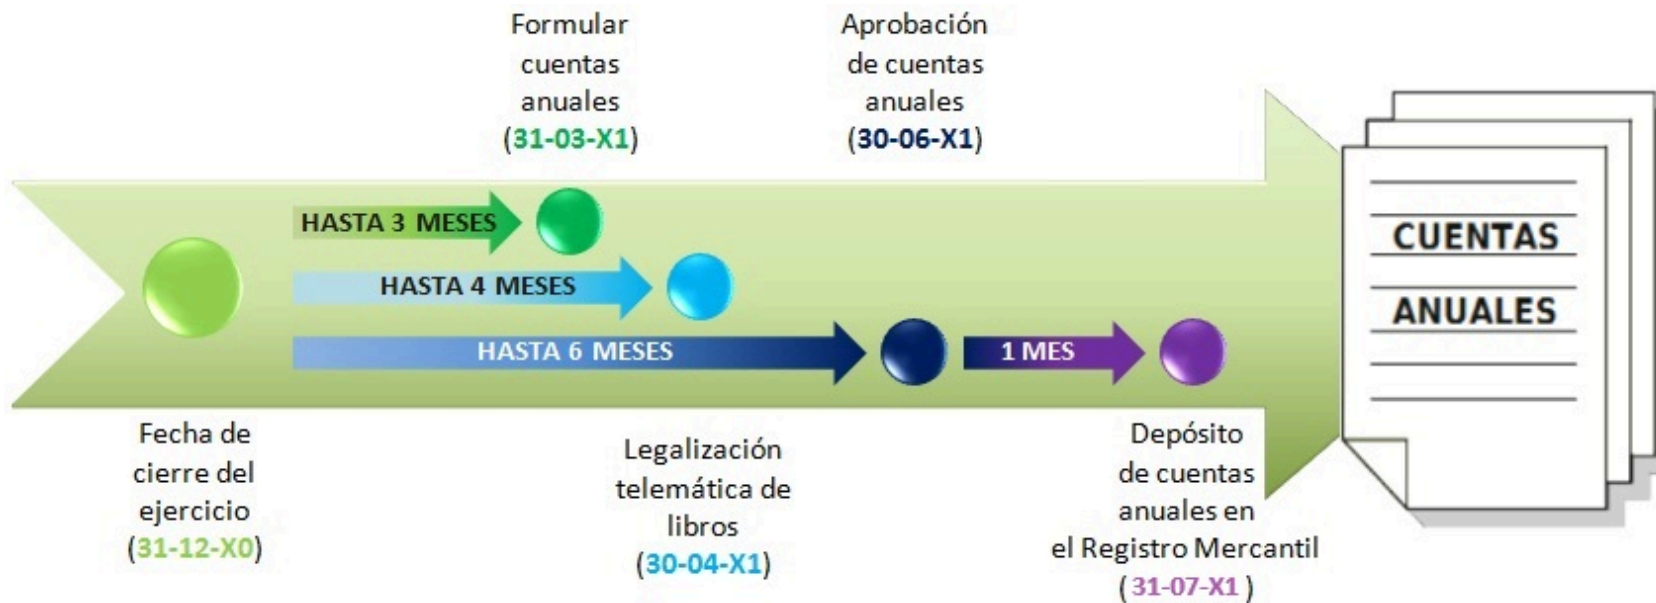 Formular
cuentas
anuales
(31-03-X1)
Aprobación
de cuentas
anuales
(30-06-X1)
HASTA 3 MESES
HASTA 4 MESES
HASTA 6 MESES
1 MES
CUENTAS
ANUALES
Fecha de
cierre del
ejercicio
(31-12-X0)
Legalización
telemática de
libros
(30-04-X1)
Depósito
de cuentas
anuales en
el Registro Mercantil
(31-07-X1)